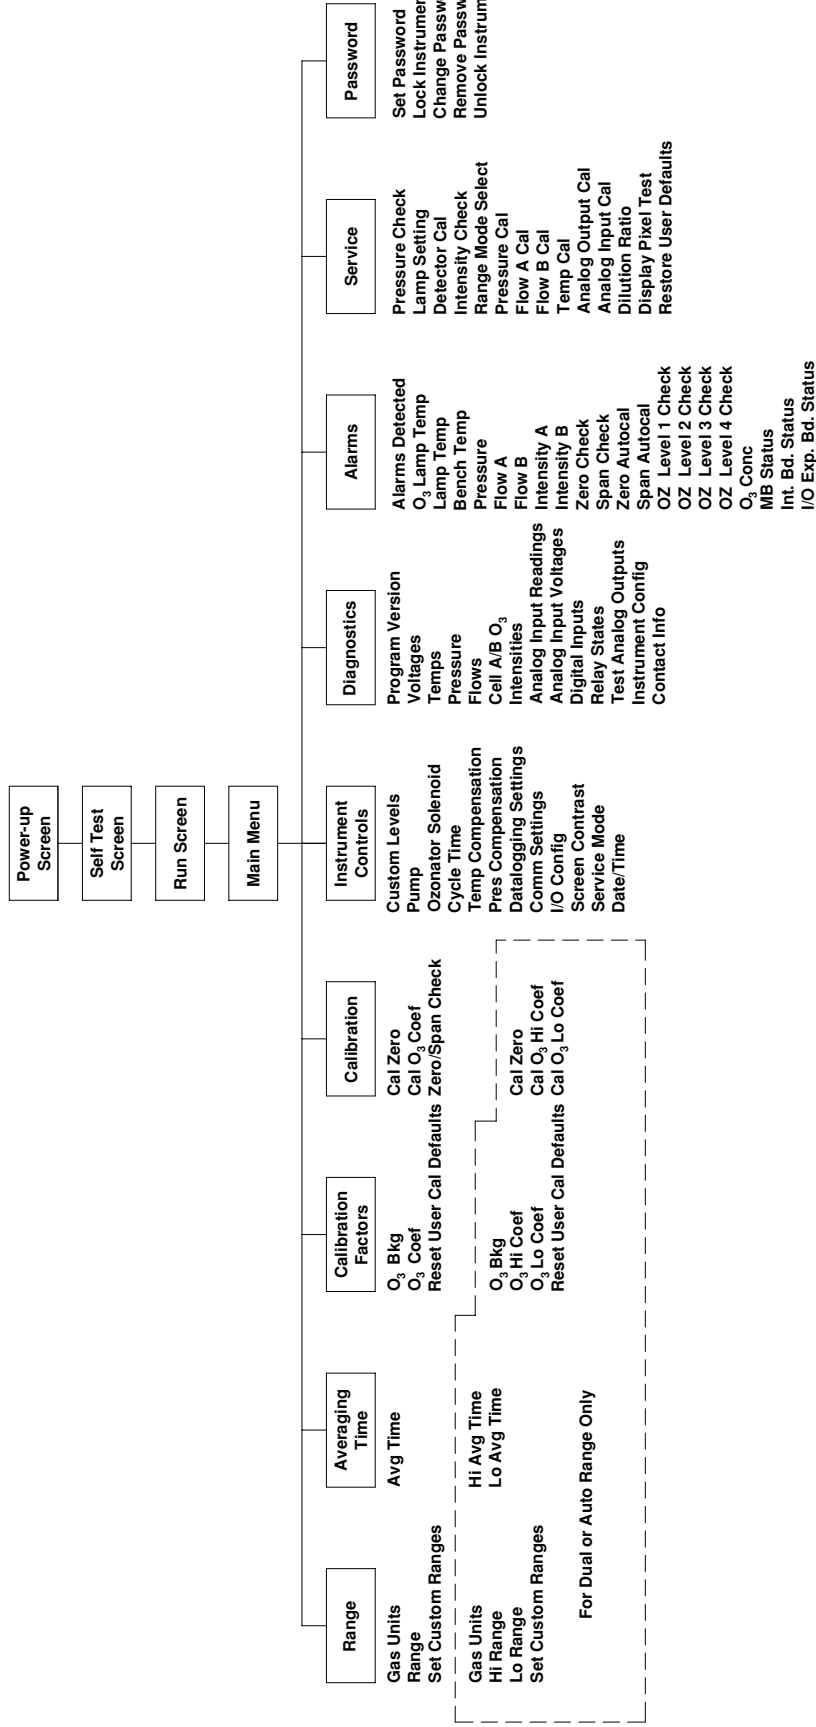 Power-up
Screen
Self Test
Screen
Run Screen
Main Menu
Range
Gas Units
Range
Set Custom Ranges
Gas Units
Hi Range
Lo Range
Set Custom Ranges
Averaging
Time
Avg Time
Hi Avg Time
Lo Avg Time
For Dual or Auto Range Only
Calibration
Factors
O₃ Bkg
O₃ Coef
Reset User Cal Defaults
O₃ Bkg
O₃ Hi Coef
O₃ Lo Coef
Reset User Cal Defaults
Calibration
Cal Zero
Cal O₃ Coef
Zero/Span Check
Cal Zero
Cal O₃ Hi Coef
Cal O₃ Lo Coef
Instrument
Controls
Custom Levels
Pump
Ozonator Solenoid
Cycle Time
Temp Compensation
Pres Compensation
Datalogging Settings
Comm Settings
I/O Config
Screen Contrast
Service Mode
Date/Time
Diagnostics
Program Version
Voltages
Temps
Pressure
Flows
Cell A/B O₃
Intensities
Analog Input Readings
Analog Input Voltages
Digital Inputs
Relay States
Test Analog Outputs
Instrument Config
Contact Info
Alarms
Alarms Detected
O₃ Lamp Temp
Lamp Temp
Bench Temp
Pressure
Flow A
Flow B
Intensity A
Intensity B
Zero Check
Span Check
Zero Autocal
Span Autocal
OZ Level 1 Check
OZ Level 2 Check
OZ Level 3 Check
OZ Level 4 Check
O₃ Conc
MB Status
Int. Bd. Status
I/O Exp. Bd. Status
Service
Pressure Check
Lamp Setting
Detector Cal
Intensity Check
Range Mode Select
Pressure Cal
Flow A Cal
Flow B Cal
Temp Cal
Analog Output Cal
Analog Input Cal
Dilution Ratio
Display Pixel Test
Restore User Defaults
Password
Set Password
Lock
Change
Remove
Unlock